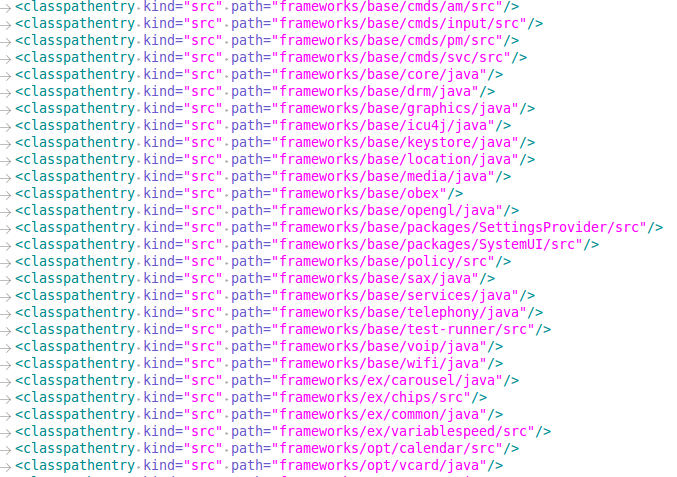 <classpathentry kind="src" path="frameworks/base/cmds/am/src"/>
<classpathentry kind="src" path="frameworks/base/cmds/input/src"/>
<classpathentry kind="src" path="frameworks/base/cmds/pm/src"/>
<classpathentry kind="src" path="frameworks/base/cmds/svc/src"/>
<classpathentry kind="src" path="frameworks/base/core/java"/>
<classpathentry kind="src" path="frameworks/base/drm/java"/>
<classpathentry kind="src" path="frameworks/base/graphics/java"/>
<classpathentry kind="src" path="frameworks/base/icu4j/java"/>
<classpathentry kind="src" path="frameworks/base/keystore/java"/>
<classpathentry kind="src" path="frameworks/base/location/java"/>
<classpathentry kind="src" path="frameworks/base/media/java"/>
<classpathentry kind="src" path="frameworks/base/obex"/>
<classpathentry kind="src" path="frameworks/base/opengl/java"/>
<classpathentry kind="src" path="frameworks/base/packages/SettingsProvider/src"/>
<classpathentry kind="src" path="frameworks/base/packages/SystemUI/src"/>
<classpathentry kind="src" path="frameworks/base/policy/src"/>
<classpathentry kind="src" path="frameworks/base/sax/java"/>
<classpathentry kind="src" path="frameworks/base/services/java"/>
<classpathentry kind="src" path="frameworks/base/telephony/java"/>
<classpathentry kind="src" path="frameworks/base/test-runner/src"/>
<classpathentry kind="src" path="frameworks/base/voip/java"/>
<classpathentry kind="src" path="frameworks/base/wifi/java"/>
<classpathentry kind="src" path="frameworks/ex/carousel/java"/>
<classpathentry kind="src" path="frameworks/ex/chips/src"/>
<classpathentry kind="src" path="frameworks/ex/common/java"/>
<classpathentry kind="src" path="frameworks/ex/variablespeed/src"/>
<classpathentry kind="src" path="frameworks/opt/calendar/src"/>
<classpathentry kind="src" path="frameworks/opt/vcard/java"/>